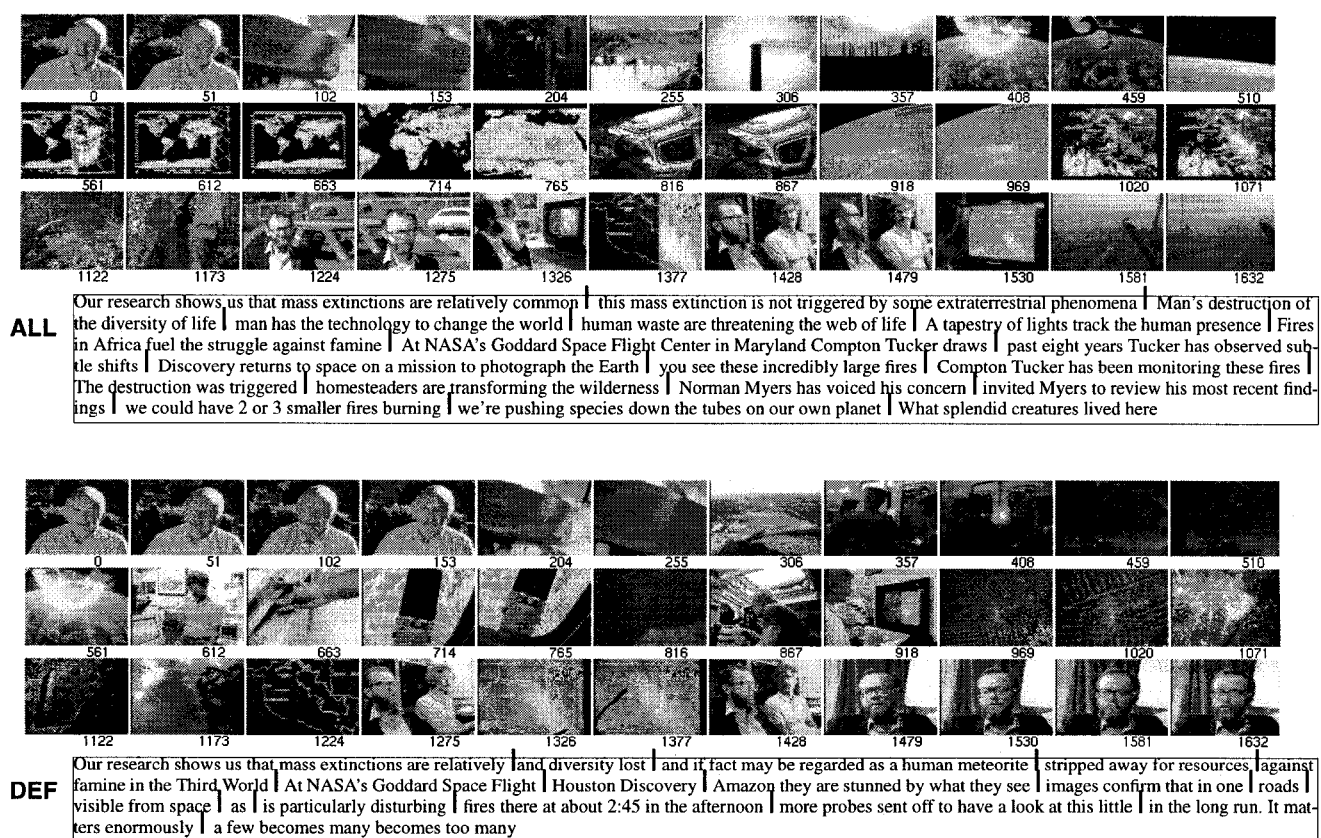 0 51 102 153 204 255 306 357 408 459 510
561 612 663 714 765 816 867 918 969 1020 1071
1122 1173 1224 1275 1326 1377 1428 1479 1530 1581 1632
ALL
Our research shows us that mass extinctions are relatively common | this mass extinction is not triggered by some extraterrestrial phenomena | Man's destruction of
the diversity of life | man has the technology to change the world | human waste are threatening the web of life | A tapestry of lights track the human presence | Fires
in Africa fuel the struggle against famine | At NASA's Goddard Space Flight Center in Maryland Compton Tucker draws | past eight years Tucker has observed sub-
tle shifts | Discovery returns to space on a mission to photograph the Earth | you see these incredibly large fires | Compton Tucker has been monitoring these fires |
The destruction was triggered | homesteaders are transforming the wilderness | Norman Myers has voiced his concern | invited Myers to review his most recent find-
ings | we could have 2 or 3 smaller fires burning | we're pushing species down the tubes on our own planet | What splendid creatures lived here
0 51 102 153 204 255 306 357 408 459 510
561 612 663 714 765 816 867 918 969 1020 1071
1122 1173 1224 1275 1326 1377 1428 1479 1530 1581 1632
DEF
Our research shows us that mass extinctions are relatively | and diversity lost | and if fact may be regarded as a human meteorite | stripped away for resources | against
famine in the Third World | At NASA's Goddard Space Flight | Houston Discovery | Amazon they are stunned by what they see | images confirm that in one | roads |
visible from space | as | is particularly disturbing | fires there at about 2:45 in the afternoon | more probes sent off to have a look at this little | in the long run. It mat-
ters enormously | a few becomes many becomes too many